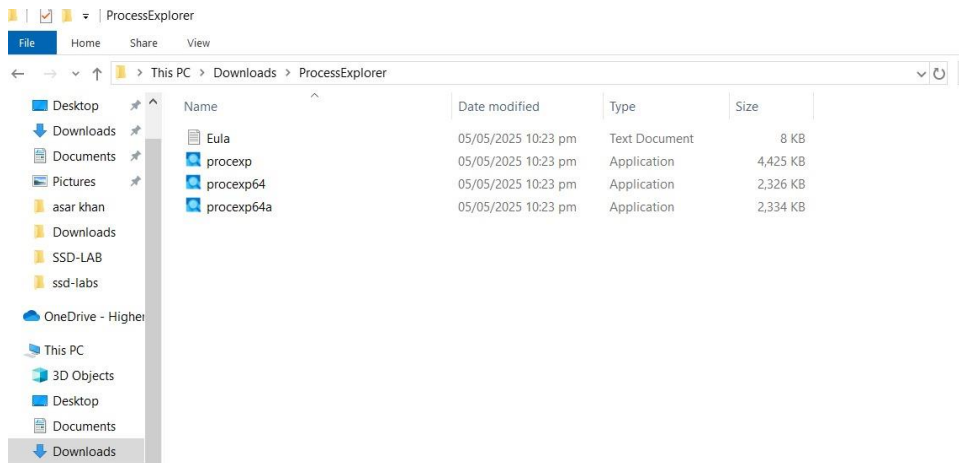 ProcessExplorer
File Home Share View
This PC > Downloads > ProcessExplorer
Name Date modified Type Size
Desktop
Downloads
Documents
Pictures
asar khan
Downloads
SSD-LAB
ssd-labs
OneDrive - Higher
This PC
3D Objects
Desktop
Documents
Downloads
Eula 05/05/2025 10:23 pm Text Document 8 KB
procexp 05/05/2025 10:23 pm Application 4,425 KB
procexp64 05/05/2025 10:23 pm Application 2,326 KB
procexp64a 05/05/2025 10:23 pm Application 2,334 KB